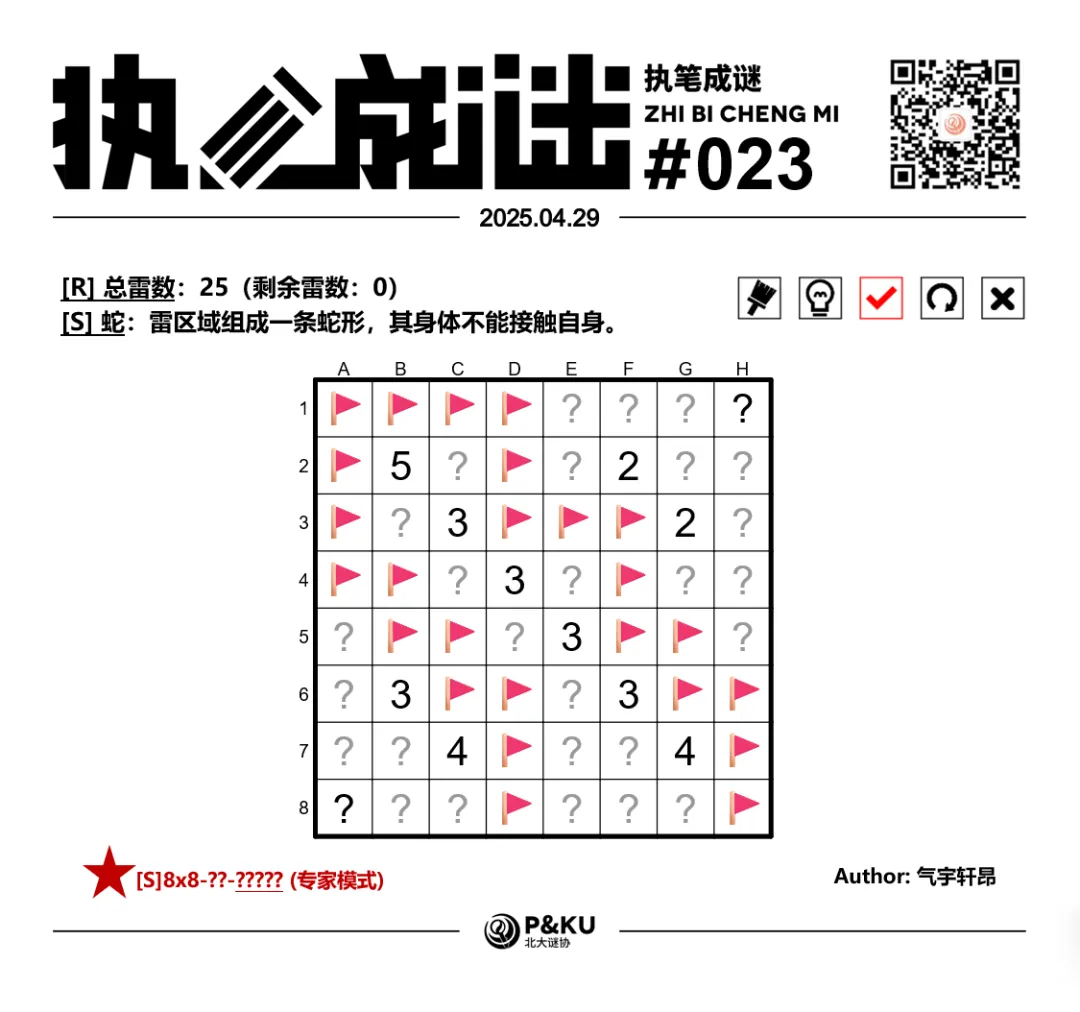 执笔成谜
执笔成谜
ZHI BI CHENG MI
#023
2025.04.29
[R] 总雷数：25（剩余雷数：0）
[S] 蛇：雷区域组成一条蛇形，其身体不能接触自身。
A B C D E F G H
1 ? ? ? ?
2 5 ? ? 2 ? ?
3 ? 3 2 ?
4 ? 3 ? ? ?
5 ? ? 3 ?
6 ? 3 ? 3
7 ? ? 4 ? ? 4
8 ? ? ? ? ? ?
[S]8x8-??-????? (专家模式)
Author: 气宇轩昂
P&KU
北大谜协